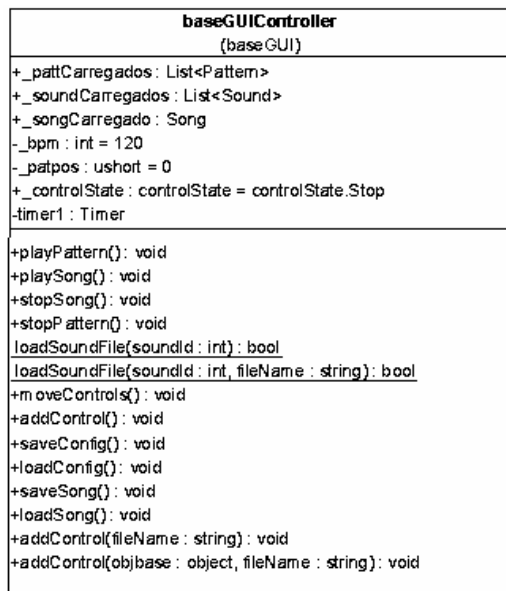 baseGUIController
(baseGUI)
+_pattCarregados : List<Pattern>
+_soundCarregados : List<Sound>
+_songCarregado : Song
-_bpm : int = 120
-_patpos : ushort = 0
+_controlState : controlState = controlState.Stop
-timer1 : Timer
+playPattern() : void
+playSong() : void
+stopSong() : void
+stopPattern() : void
loadSoundFile(soundId : int) : bool
loadSoundFile(soundId : int, fileName : string) : bool
+moveControls() : void
+addControl() : void
+saveConfig() : void
+loadConfig() : void
+saveSong() : void
+loadSong() : void
+addControl(fileName : string) : void
+addControl(objbase : object, fileName : string) : void